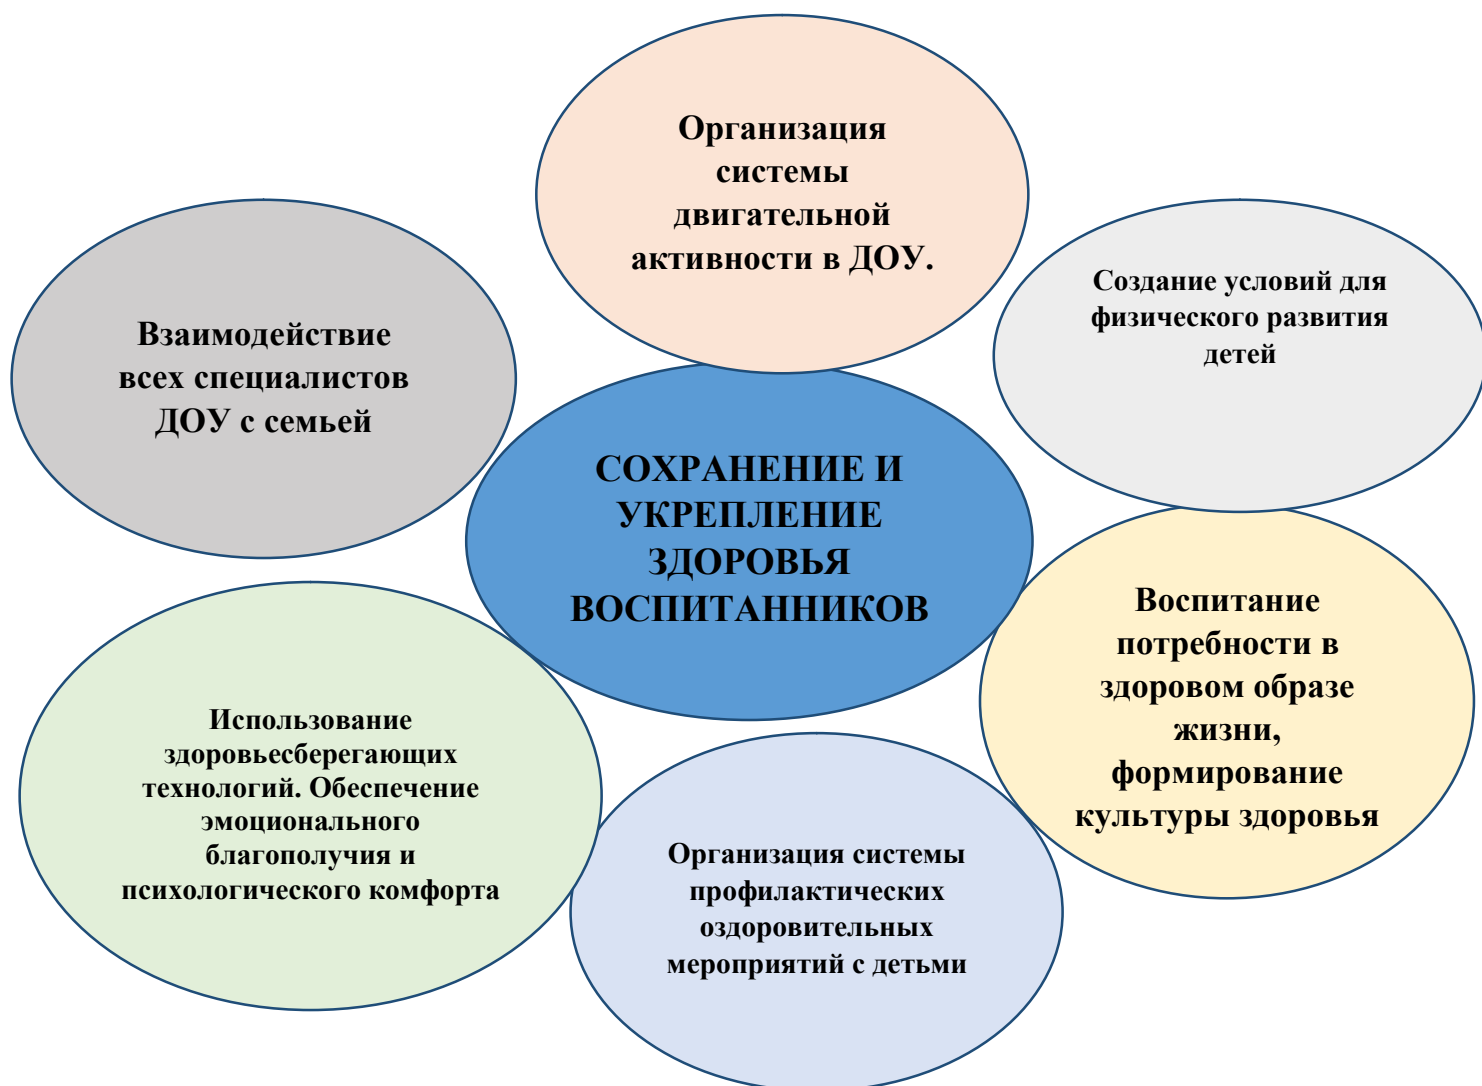 Организация
системы
двигательной
активности в ДОУ.
Создание условий для
физического развития
детей
Взаимодействие
всех специалистов
ДОУ с семьей
СОХРАНЕНИЕ И
УКРЕПЛЕНИЕ
ЗДОРОВЬЯ
ВОСПИТАННИКОВ
Воспитание
потребности в
здоровом образе
жизни,
формирование
культуры здоровья
Использование
здоровьесберегающих
технологий. Обеспечение
эмоционального
благополучия и
психологического комфорта
Организация системы
профилактических
оздоровительных
мероприятий с детьми